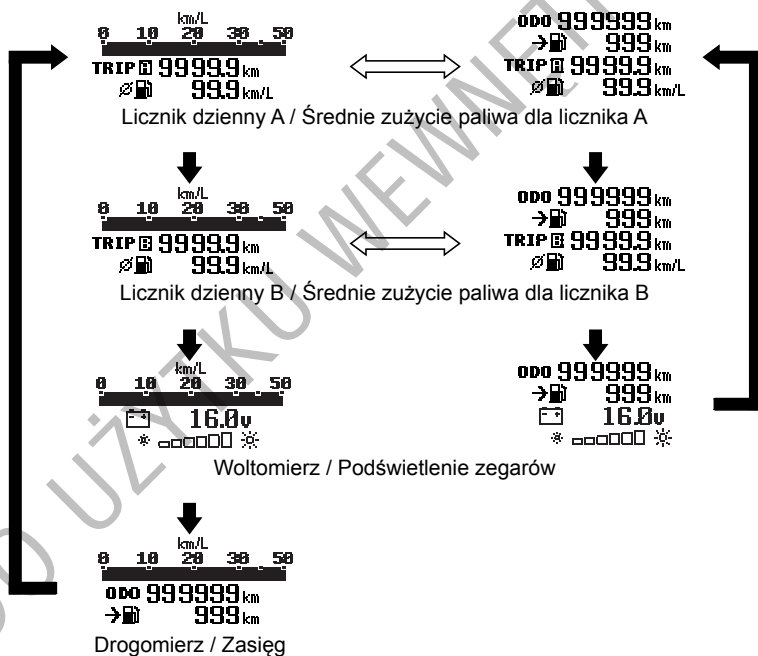 km/L
0 10 20 30 50
TRIP A 9999.9 km
Ø 99.9 km/L
ODO 999999 km
→ 999 km
TRIP A 9999.9 km
Ø 99.9 km/L
Licznik dzienny A / Średnie zużycie paliwa dla licznika A
km/L
0 10 20 30 50
TRIP B 9999.9 km
Ø 99.9 km/L
ODO 999999 km
→ 999 km
TRIP B 9999.9 km
Ø 99.9 km/L
Licznik dzienny B / Średnie zużycie paliwa dla licznika B
km/L
0 10 20 30 50
16.0v
ODO 999999 km
→ 999 km
16.0v
Woltomierz / Podświetlenie zegarów
km/L
0 10 20 30 50
ODO 999999 km
→ 999 km
Drogomierz / Zasięg
DO UŻYTKU